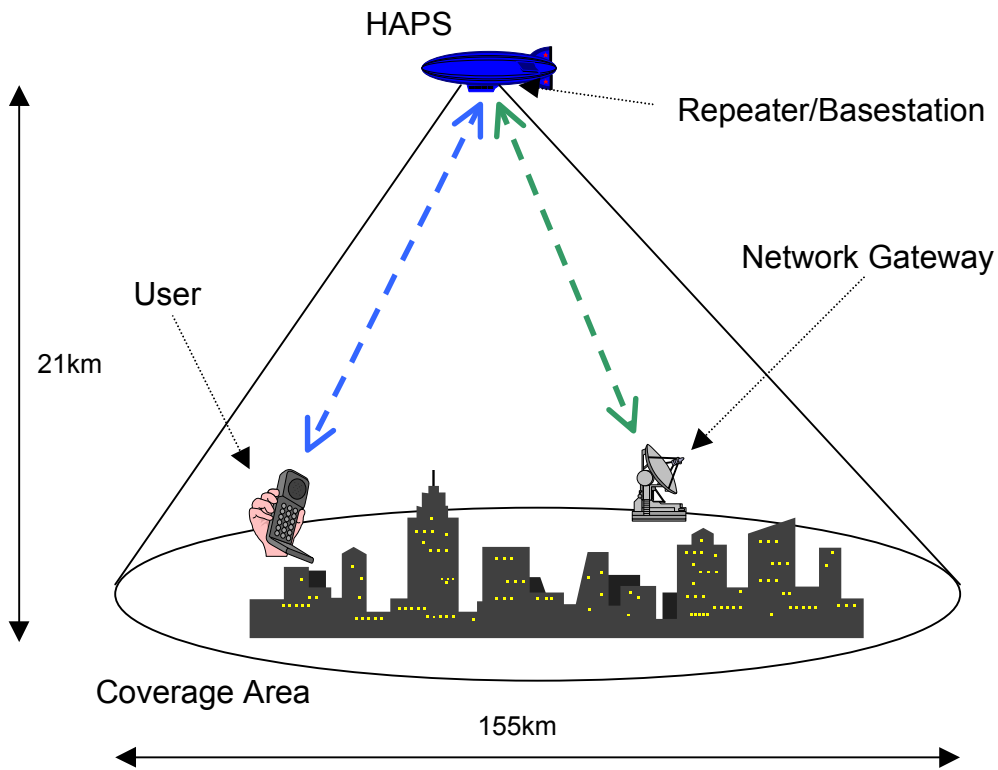 HAPS
Repeater/Basestation
Network Gateway
User
21km
Coverage Area
155km